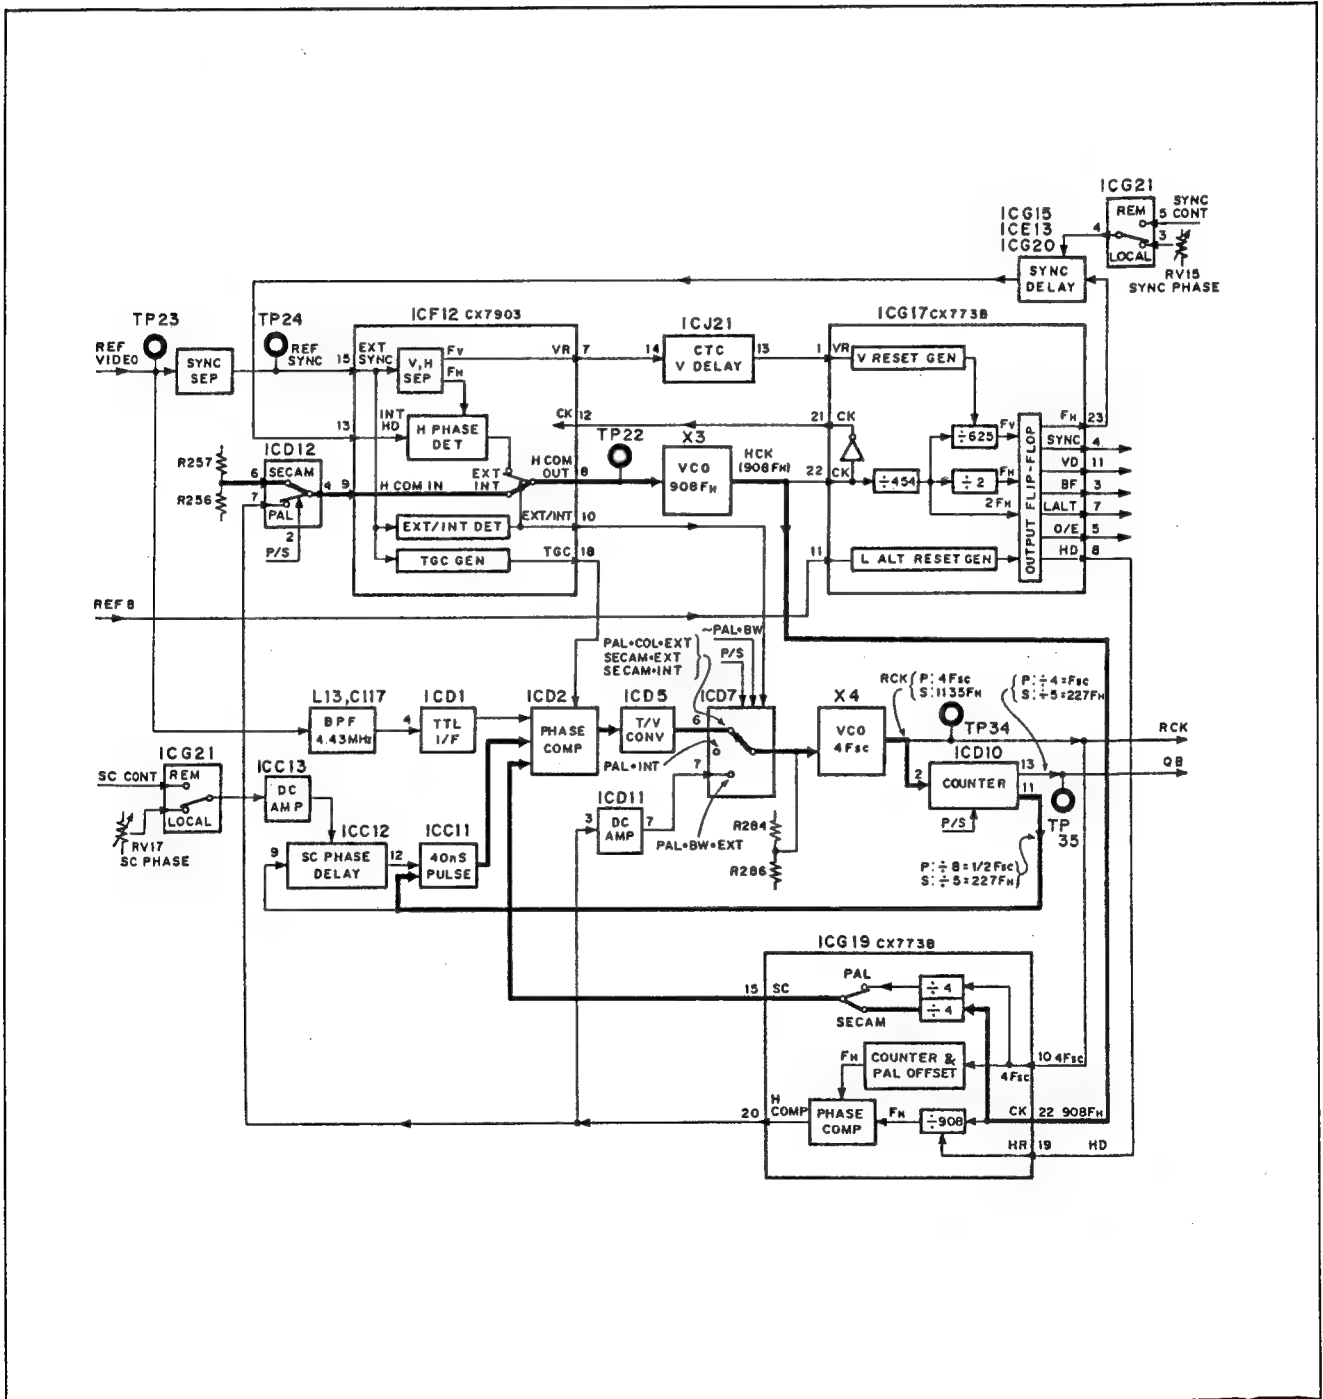 ICG21
REM
SYNC
5 CONT
4
3
LOCAL
RV15
SYNC PHASE
ICG15
ICE13
ICG20
SYNC
DELAY
TP23
REF
VIDEO
SYNC
SEP
TP24
REF
SYNC
ICF12 CX7903
15
EXT
SYNC
V,H
SEP
FV
FH
VR 7
INT
HD
13
H PHASE
DET
CK 12
EXT
INT
H COM
OUT
8
9
H COM IN
EXT/INT DET
EXT/INT 10
TGC GEN
TGC 18
ICD12
R257
R256
6
SECAM
4
7
PAL
2
P/S
ICJ21
14
CTC
V DELAY
13
TP22
X3
VCO
908FH
HCK
(908FH)
ICG17 CX773B
1
VR
V RESET GEN
21
CK
22
CK
÷454
÷625
FV
÷2
FH
2FH
11
L ALT RESET GEN
OUTPUT FLIP-FLOP
FH
23
SYNC
4
VD
11
BF
3
LALT
7
O/E
5
HD
8
REF 8
PAL•COL•EXT
SECAM•EXT
SECAM•INT
~PAL•BW
P/S
L13,C117
BPF
4.43MHz
4
ICD1
TTL
I/F
ICD2
PHASE
COMP
ICD5
T/V
CONV
ICD7
6
PAL•INT
7
PAL•BW•EXT
ICD11
3
DC
AMP
7
R284
R286
X4
VCO
4FSC
RCK
P: 4FSC
S: 1135FH
P: ÷4=FSC
S: ÷5=227FH
TP34
RCK
ICD10
2
COUNTER
13
11
P/S
QB
TP
35
P: ÷8=1/2FSC
S: ÷5=227FH
ICG21
SC CONT
REM
LOCAL
RV17
SC PHASE
ICC13
DC
AMP
ICC12
9
SC PHASE
DELAY
12
ICC11
40nS
PULSE
ICG19 CX773B
15
SC
PAL
SECAM
÷4
÷4
10 4FSC
4FSC
FH
COUNTER &
PAL OFFSET
20
H
COMP
PHASE
COMP
FH
÷908
CK
22 908FH
HR
19
HD